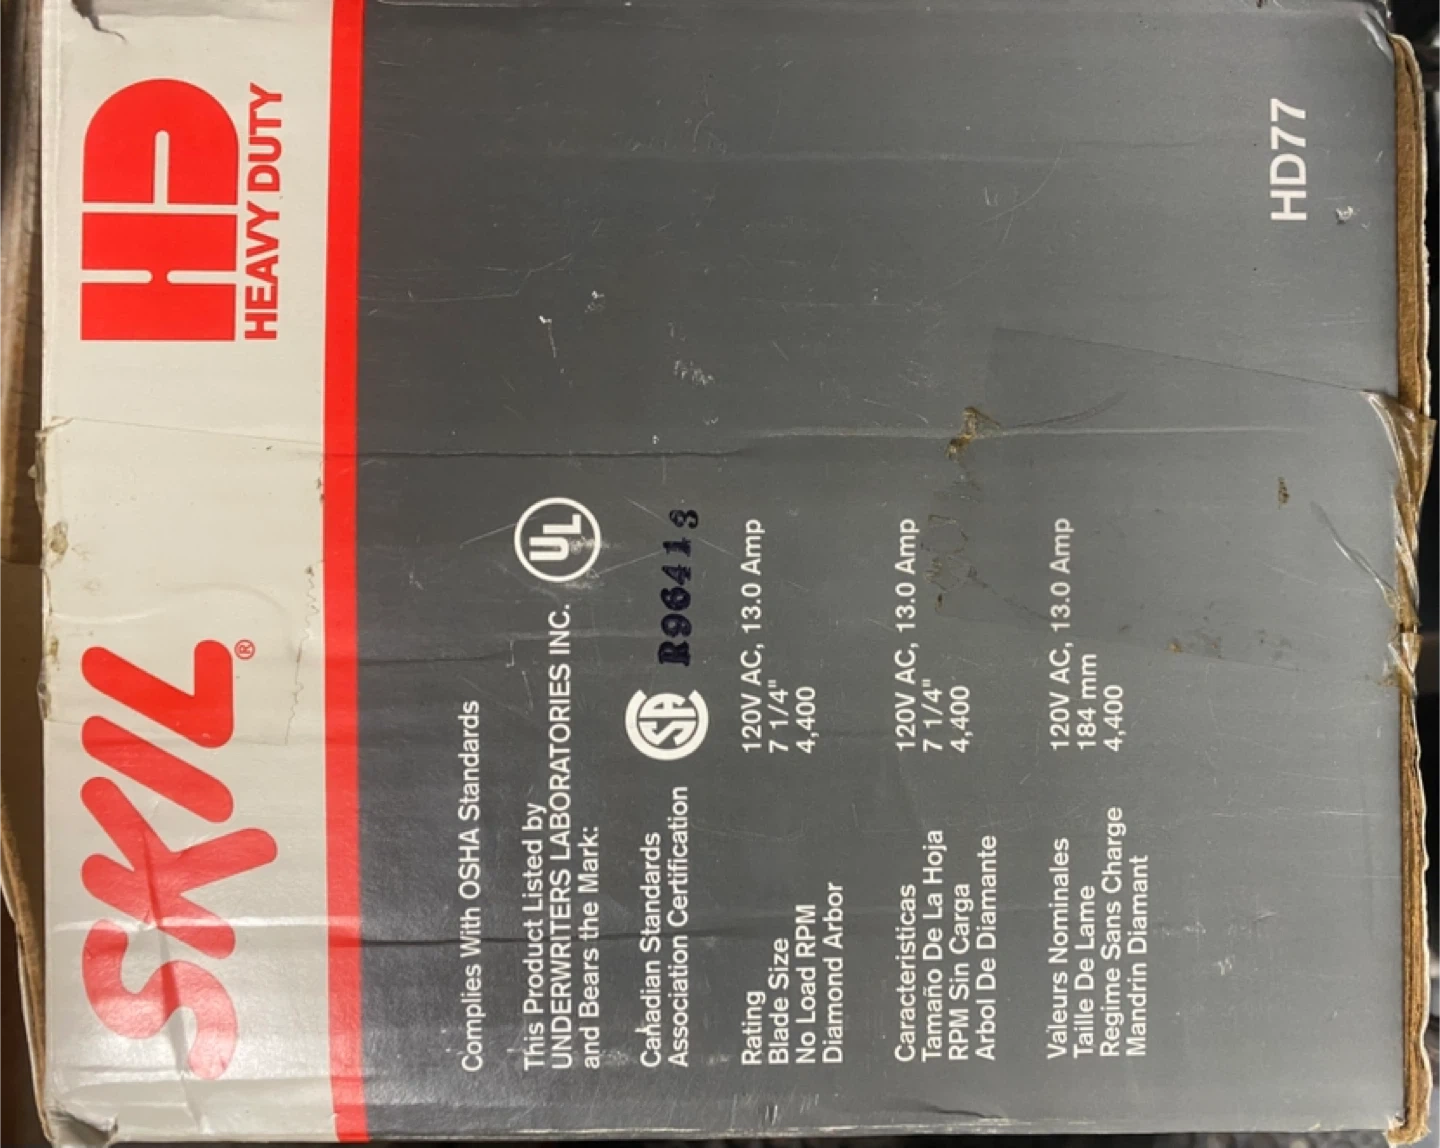 SKIL®
HD
HEAVY DUTY
Complies With OSHA Standards
This Product Listed by
UNDERWRITERS LABORATORIES INC.
and Bears the Mark:
UL
Canadian Standards
Association Certification
SA
R96418
Rating 120V AC, 13.0 Amp
Blade Size 7 1/4"
No Load RPM 4,400
Diamond Arbor
Caracteristicas 120V AC, 13.0 Amp
Tamaño De La Hoja 7 1/4"
RPM Sin Carga 4,400
Arbol De Diamante
Valeurs Nominales 120V AC, 13.0 Amp
Taille De Lame 184 mm
Regime Sans Charge 4,400
Mandrin Diamant
HD77